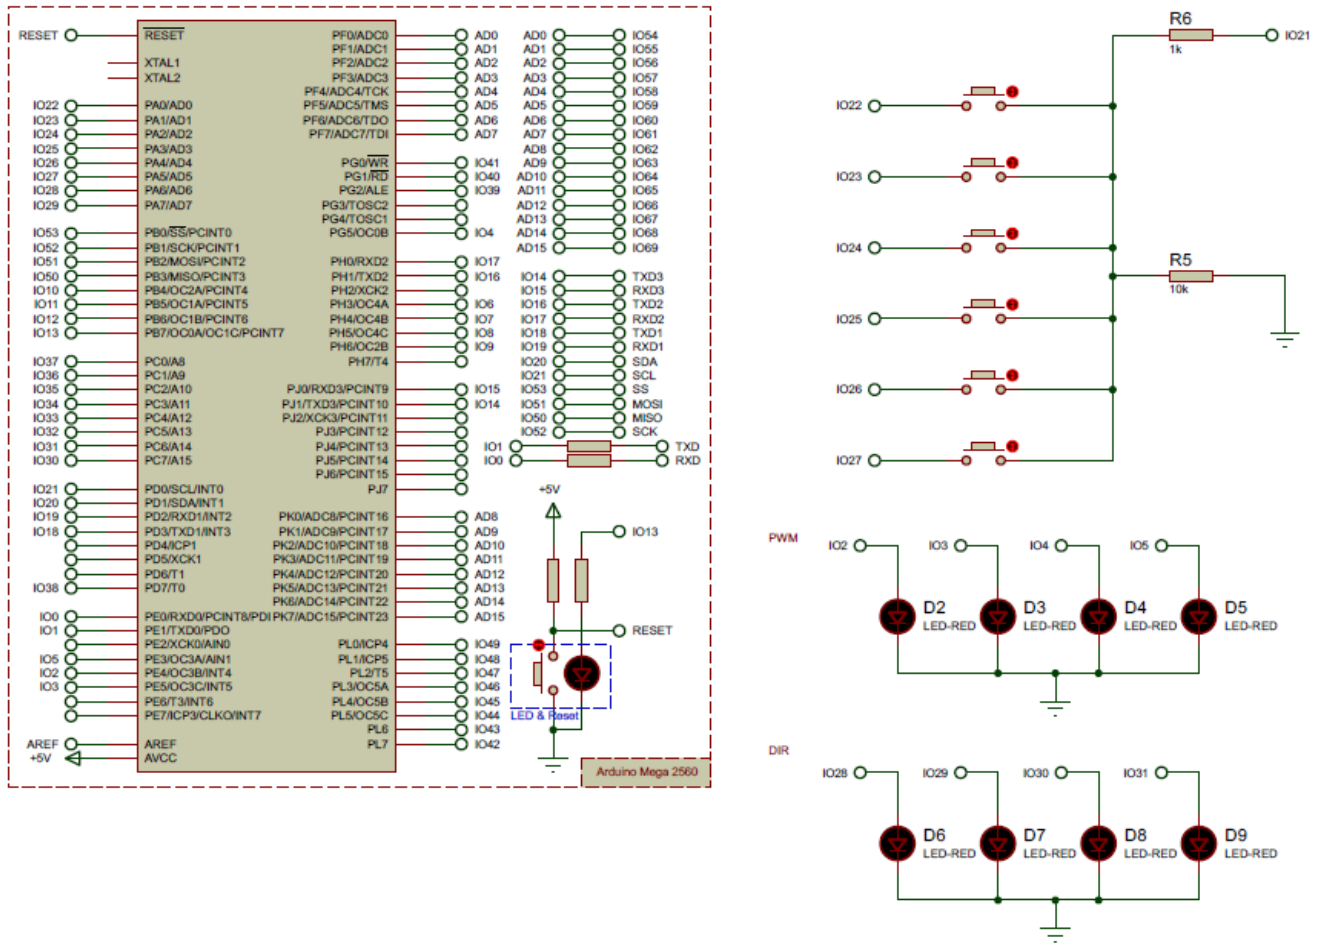 RESET
RESET
XTAL1
XTAL2
IO22 PA0/AD0
IO23 PA1/AD1
IO24 PA2/AD2
IO25 PA3/AD3
IO26 PA4/AD4
IO27 PA5/AD5
IO28 PA6/AD6
IO29 PA7/AD7
IO53 PB0/SS/PCINT0
IO52 PB1/SCK/PCINT1
IO51 PB2/MOSI/PCINT2
IO50 PB3/MISO/PCINT3
IO10 PB4/OC2A/PCINT4
IO11 PB5/OC1A/PCINT5
IO12 PB6/OC1B/PCINT6
IO13 PB7/OC0A/OC1C/PCINT7
IO37 PC0/A8
IO36 PC1/A9
IO35 PC2/A10
IO34 PC3/A11
IO33 PC4/A12
IO32 PC5/A13
IO31 PC6/A14
IO30 PC7/A15
IO21 PD0/SCL/INT0
IO20 PD1/SDA/INT1
IO19 PD2/RXD1/INT2
IO18 PD3/TXD1/INT3
PD4/ICP1
PD5/XCK1
PD6/T1
IO38 PD7/T0
IO0 PE0/RXD0/PCINT8/PDI
IO1 PE1/TXD0/PDO
PE2/XCK0/AIN0
IO5 PE3/OC3A/AIN1
IO2 PE4/OC3B/INT4
IO3 PE5/OC3C/INT5
PE6/T3/INT6
PE7/ICP3/CLKO/INT7
AREF AREF
+5V AVCC
PF0/ADC0 AD0
PF1/ADC1 AD1
PF2/ADC2 AD2
PF3/ADC3 AD3
PF4/ADC4/TCK AD4
PF5/ADC5/TMS AD5
PF6/ADC6/TDO AD6
PF7/ADC7/TDI AD7
PG0/WR IO41
PG1/RD IO40
PG2/ALE IO39
PG3/TOSC2
PG4/TOSC1
PG5/OC0B IO4
PH0/RXD2 IO17
PH1/TXD2 IO16
PH2/XCK2
PH3/OC4A IO6
PH4/OC4B IO7
PH5/OC4C IO8
PH6/OC2B IO9
PH7/T4
PJ0/RXD3/PCINT9 IO15
PJ1/TXD3/PCINT10 IO14
PJ2/XCK3/PCINT11
PJ3/PCINT12
PJ4/PCINT13
PJ5/PCINT14
PJ6/PCINT15
PJ7
PK0/ADC8/PCINT16 AD8
PK1/ADC9/PCINT17 AD9
PK2/ADC10/PCINT18 AD10
PK3/ADC11/PCINT19 AD11
PK4/ADC12/PCINT20 AD12
PK5/ADC13/PCINT21 AD13
PK6/ADC14/PCINT22 AD14
PK7/ADC15/PCINT23 AD15
PL0/ICP4 IO49
PL1/ICP5 IO48
PL2/T5 IO47
PL3/OC5A IO46
PL4/OC5B IO45
PL5/OC5C IO44
PL6 IO43
PL7 IO42
AD0 IO54
AD1 IO55
AD2 IO56
AD3 IO57
AD4 IO58
AD5 IO59
AD6 IO60
AD7 IO61
AD8 IO62
AD9 IO63
AD10 IO64
AD11 IO65
AD12 IO66
AD13 IO67
AD14 IO68
AD15 IO69
IO14 TXD3
IO15 RXD3
IO16 TXD2
IO17 RXD2
IO18 TXD1
IO19 RXD1
IO20 SDA
IO21 SCL
IO53 SS
IO51 MOSI
IO50 MISO
IO52 SCK
IO1 TXD
IO0 RXD
+5V
IO13
RESET
LED & Reset
Arduino Mega 2560
R6
1k
IO21
IO22
IO23
IO24
R5
10k
IO25
IO26
IO27
PWM
IO2 IO3 IO4 IO5
D2 D3 D4 D5
LED-RED LED-RED LED-RED LED-RED
DIR
IO28 IO29 IO30 IO31
D6 D7 D8 D9
LED-RED LED-RED LED-RED LED-RED